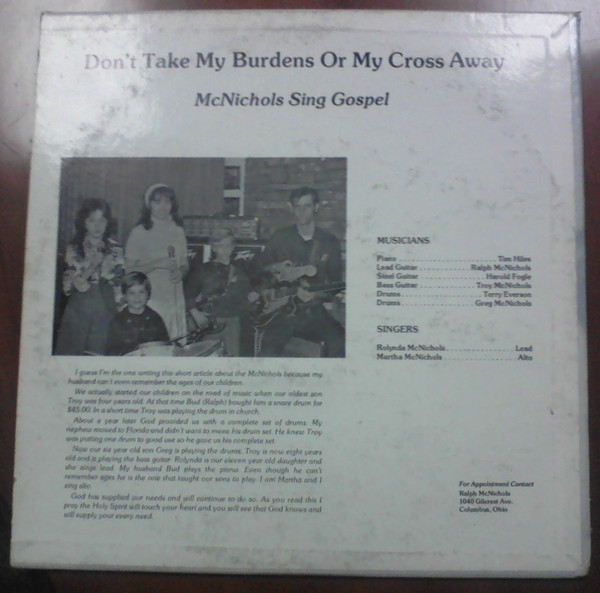 Don't Take My Burdens Or My Cross Away
McNichols Sing Gospel
Peavey
MUSICIANS
Piano ........................ Tim Hiles
Lead Guitar ............. Ralph McNichols
Steel Guitar ............... Harold Fogle
Bass Guitar .............. Troy McNichols
Drums ..................... Terry Everson
Drums .................... Greg McNichols
SINGERS
Rolynda McNichols ................. Lead
Martha McNichols .................. Alto
I guess I'm the one writing this short article about the McNichols because my
husband can't even remember the ages of our children.
We actually started our children on the road of music when our oldest son
Troy was four years old. At that time Bud (Ralph) bought him a snare drum for
$45.00. In a short time Troy was playing the drum in church.
About a year later God provided us with a complete set of drums. My
nephew moved to Florida and didn't want to move his drum set. He knew Troy
was putting one drum to good use so he gave us his complete set.
Now our six year old son Greg is playing the drums. Troy is now eight years
old and is playing the bass guitar. Rolynda is our eleven year old daughter and
she sings lead. My husband Bud plays the Even though he can't
remember ages he is the one that taught our sons to play. I am Martha and I
sing alto.
God has supplied our needs and will continue to do so. As you read this I
pray the Holy Spirit will touch your heart and you will see that God knows and
will supply your every need.
For Appointment Contact
Ralph McNichols
1040 Gilcrest Ave.
Columbus, Ohio